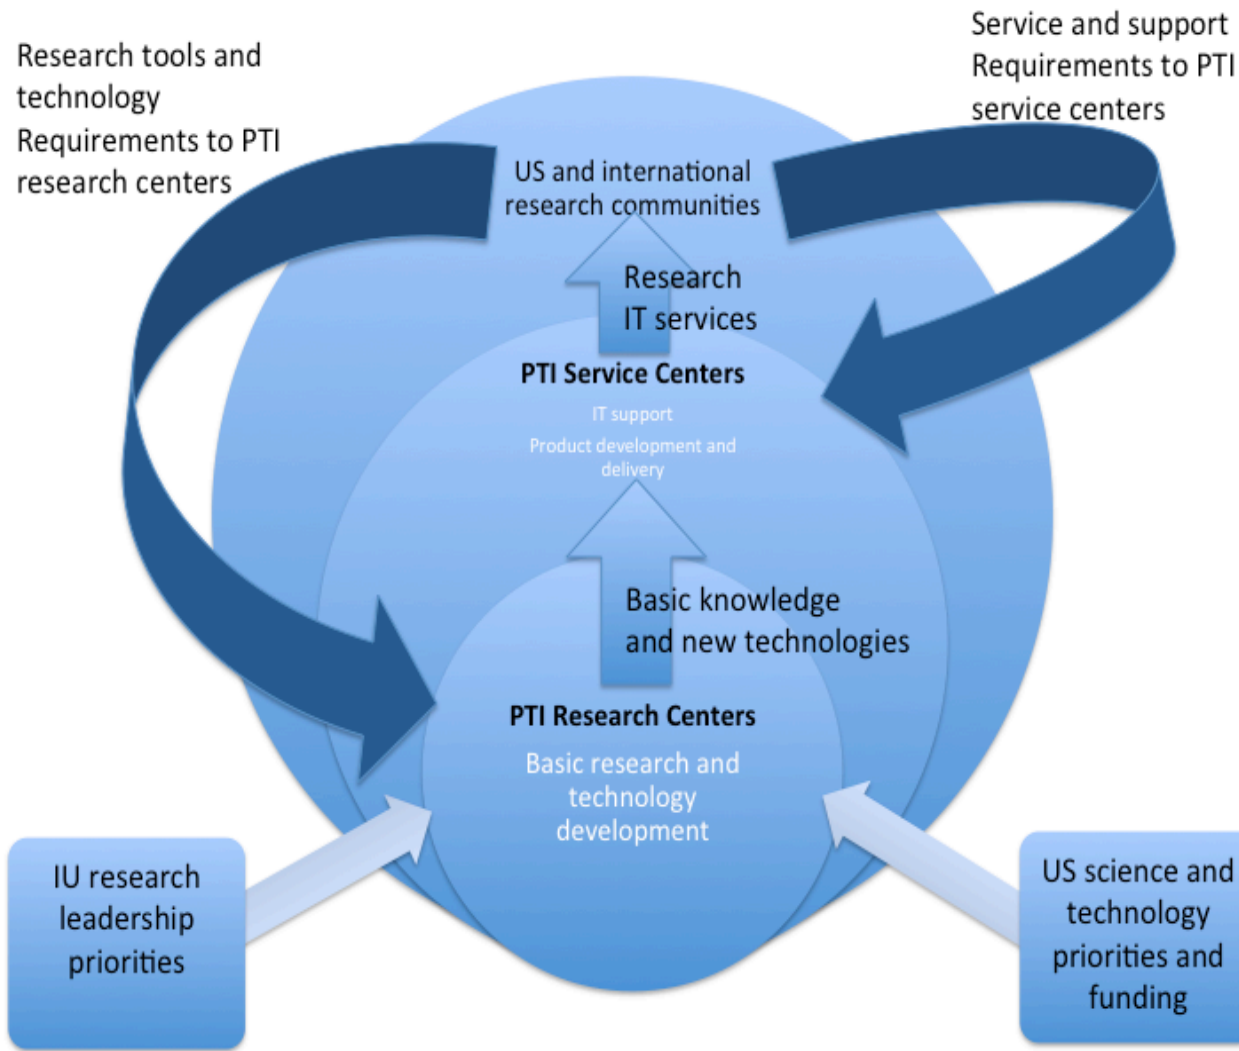 Research tools and
technology
Requirements to PTI
research centers
Service and support
Requirements to PTI
service centers
US and international
research communities
Research
IT services
PTI Service Centers
IT support
Product development and
delivery
Basic knowledge
and new technologies
PTI Research Centers
Basic research and
technology
development
IU research
leadership
priorities
US science and
technology
priorities and
funding